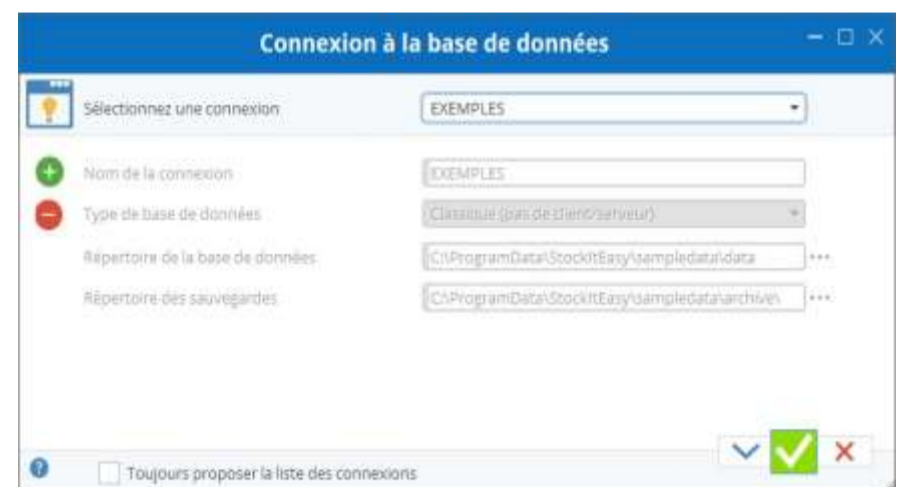 Connexion à la base de données
Sélectionnez une connexion EXEMPLES
Nom de la connexion EXEMPLES
Type de base de données Classique (pas de client/serveur)
Répertoire de la base de données C:\ProgramData\StockItEasy\sampledata\data ...
Répertoire des sauvegardes C:\ProgramData\StockItEasy\sampledata\archive\ ...
? Toujours proposer la liste des connexions